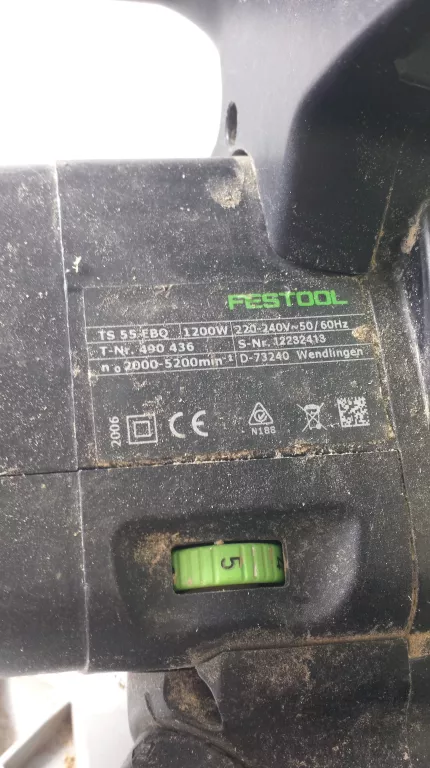 FESTOOL
TS 55 EBQ 1200W 220-240V~50/60Hz
T-Nr. 490 436 S-Nr. 12232413
n₀ 2000-5200min⁻¹ D-73240 Wendlingen
2006 CE N188
5